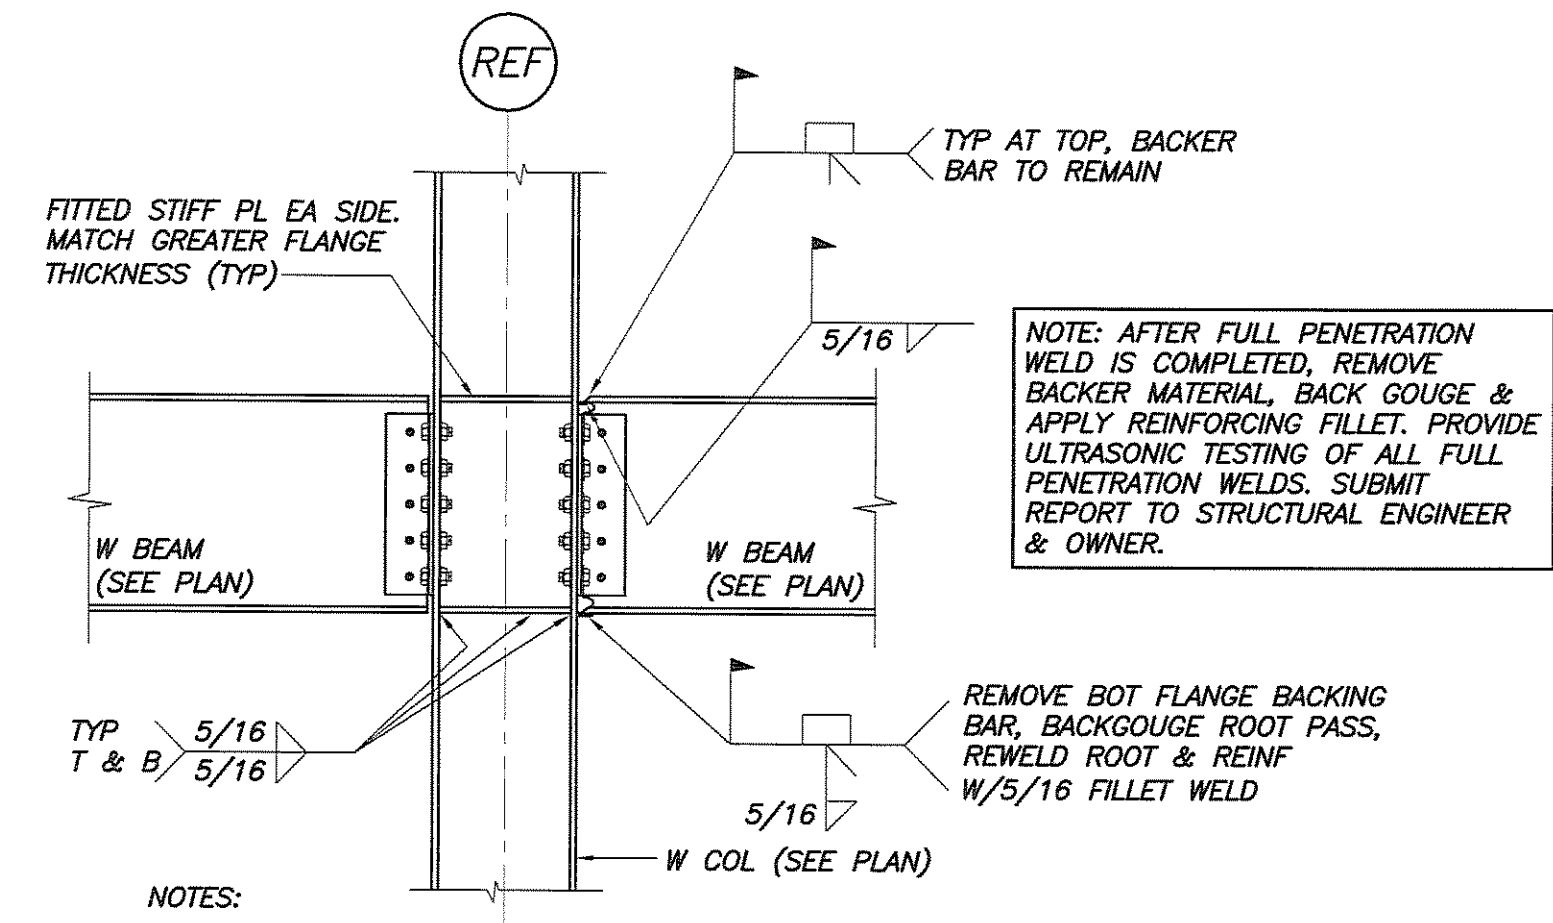 REF
TYP AT TOP, BACKER
BAR TO REMAIN
FITTED STIFF PL EA SIDE.
MATCH GREATER FLANGE
THICKNESS (TYP)
5/16
NOTE: AFTER FULL PENETRATION
WELD IS COMPLETED, REMOVE
BACKER MATERIAL, BACK GOUGE &
APPLY REINFORCING FILLET. PROVIDE
ULTRASONIC TESTING OF ALL FULL
PENETRATION WELDS. SUBMIT
REPORT TO STRUCTURAL ENGINEER
& OWNER.
W BEAM
(SEE PLAN)
W BEAM
(SEE PLAN)
TYP
T & B
5/16
5/16
REMOVE BOT FLANGE BACKING
BAR, BACKGOUGE ROOT PASS,
REWELD ROOT & REINF
W/5/16 FILLET WELD
5/16
W COL (SEE PLAN)
NOTES: